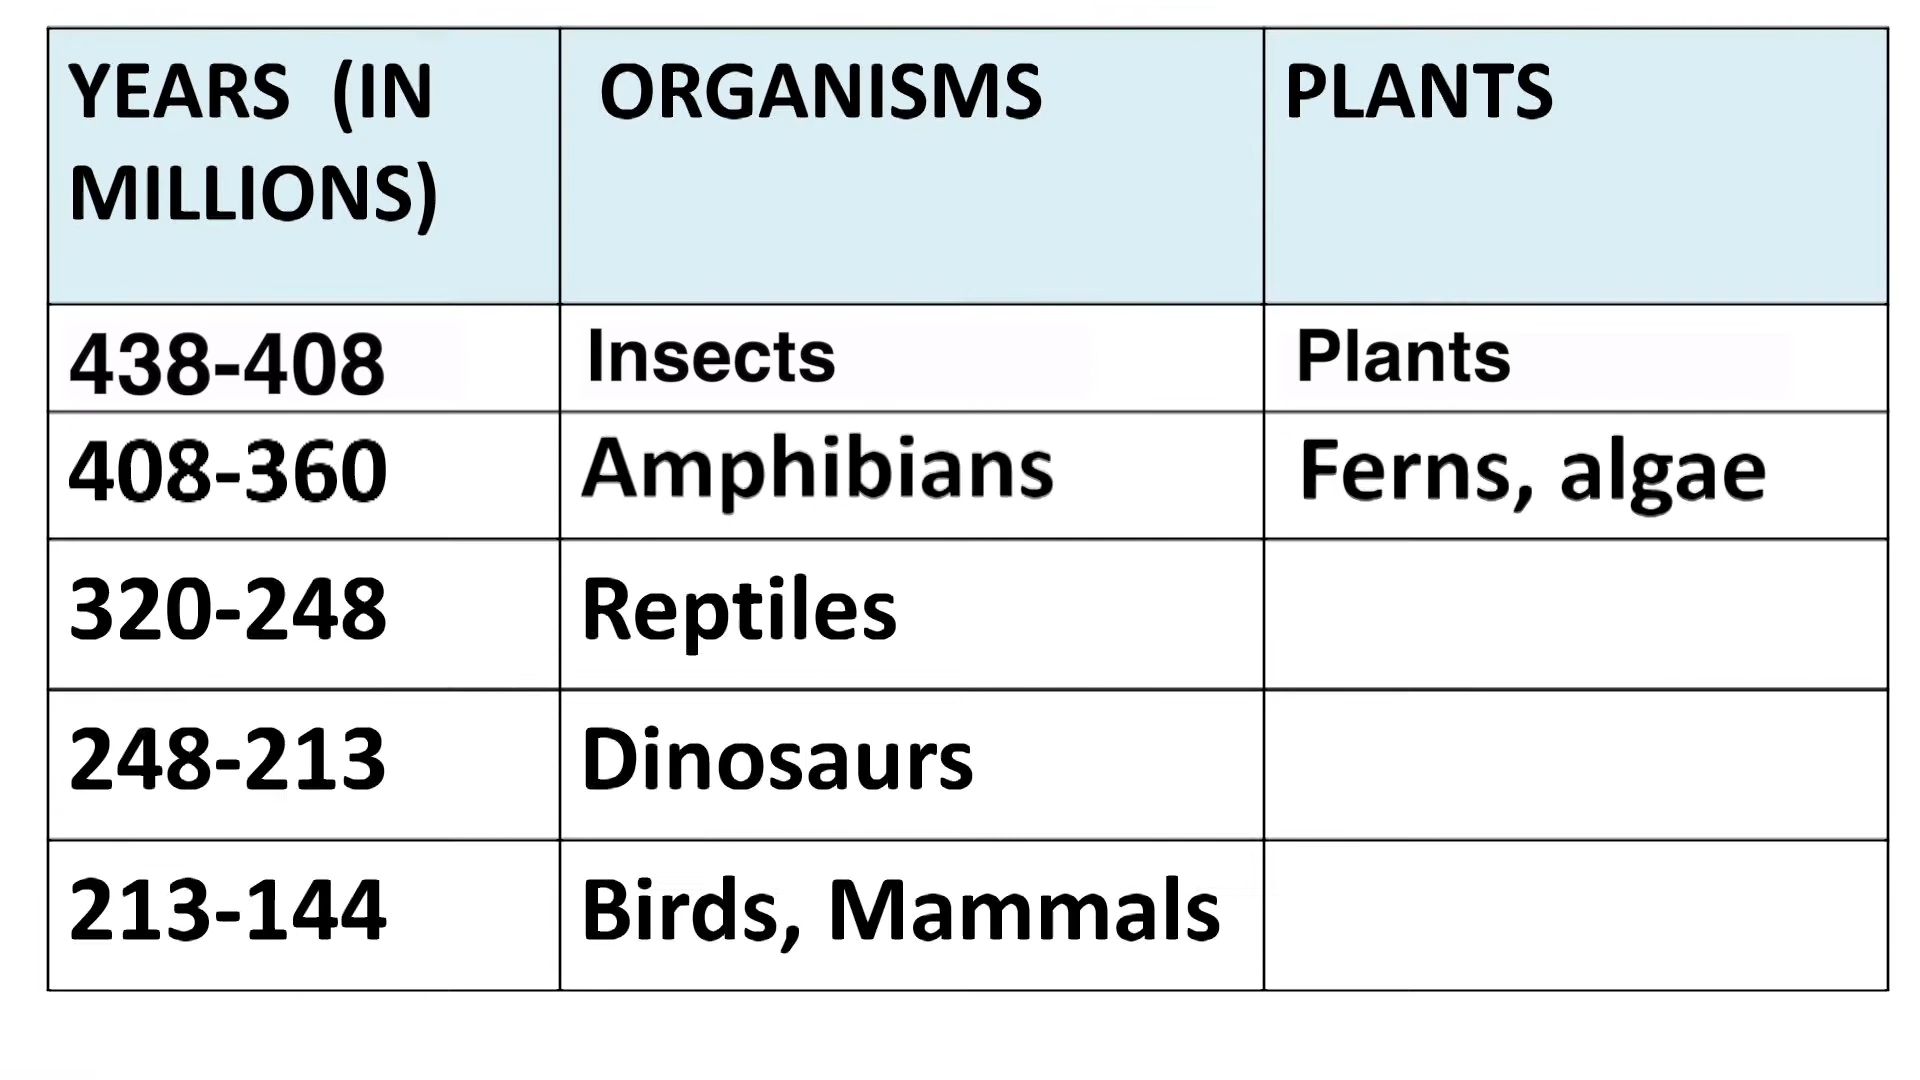 YEARS (IN MILLIONS) ORGANISMS PLANTS
438-408 Insects Plants
408-360 Amphibians Ferns, algae
320-248 Reptiles
248-213 Dinosaurs
213-144 Birds, Mammals